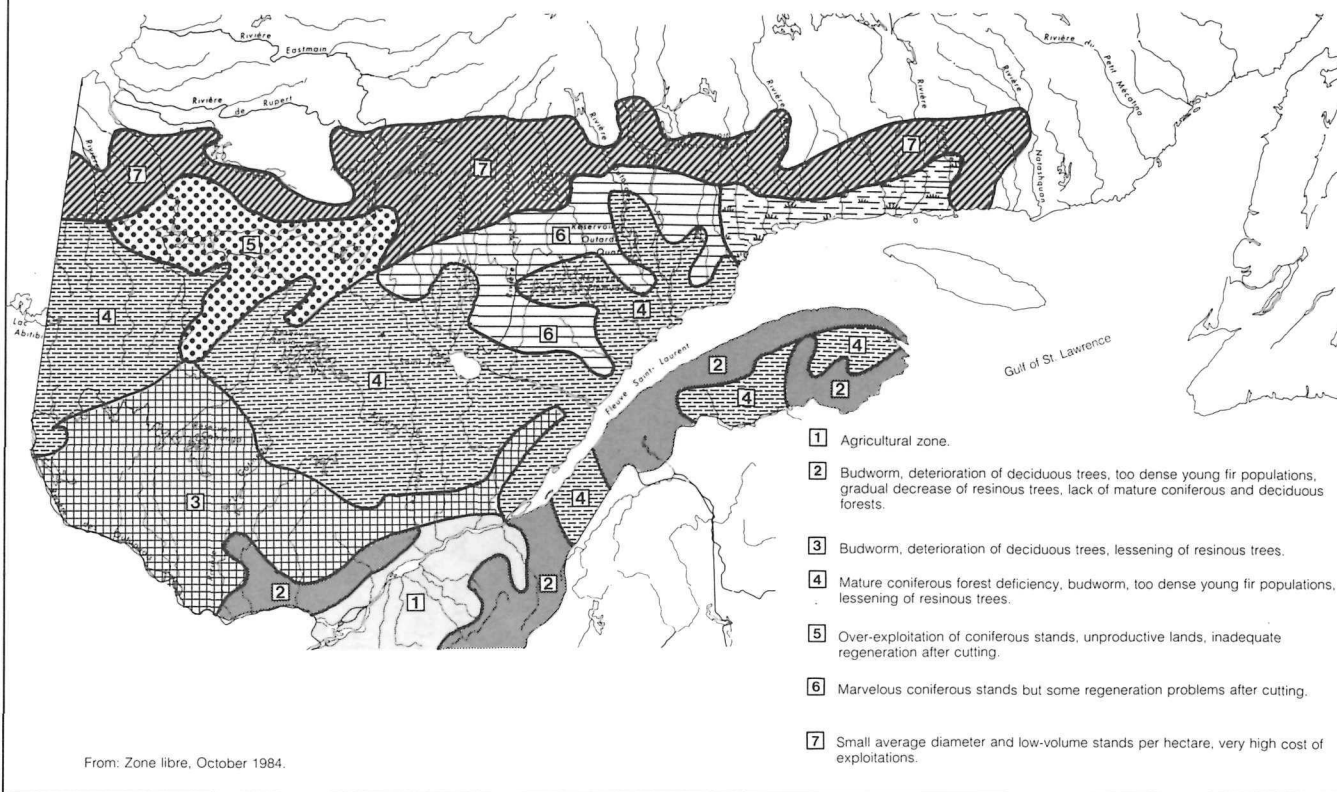 Rivière
Eastmain
Rivière
de
Rupert
Rivière
Rivière
Rivière
Rivière
Rivière
du
Petit Mécatina
Natashquan
7
7
7
5
6
Reservoir
Outardes
4
4
6
4
Lac
Abitibi
Fleuve Saint-Laurent
2
4
4
2
Gulf of St. Lawrence
3
4
2
1
2
1 Agricultural zone.
2 Budworm, deterioration of deciduous trees, too dense young fir populations,
gradual decrease of resinous trees, lack of mature coniferous and deciduous
forests.
3 Budworm, deterioration of deciduous trees, lessening of resinous trees.
4 Mature coniferous forest deficiency, budworm, too dense young fir populations,
lessening of resinous trees.
5 Over-exploitation of coniferous stands, unproductive lands, inadequate
regeneration after cutting.
6 Marvelous coniferous stands but some regeneration problems after cutting.
7 Small average diameter and low-volume stands per hectare, very high cost of
exploitations.
From: Zone libre, October 1984.